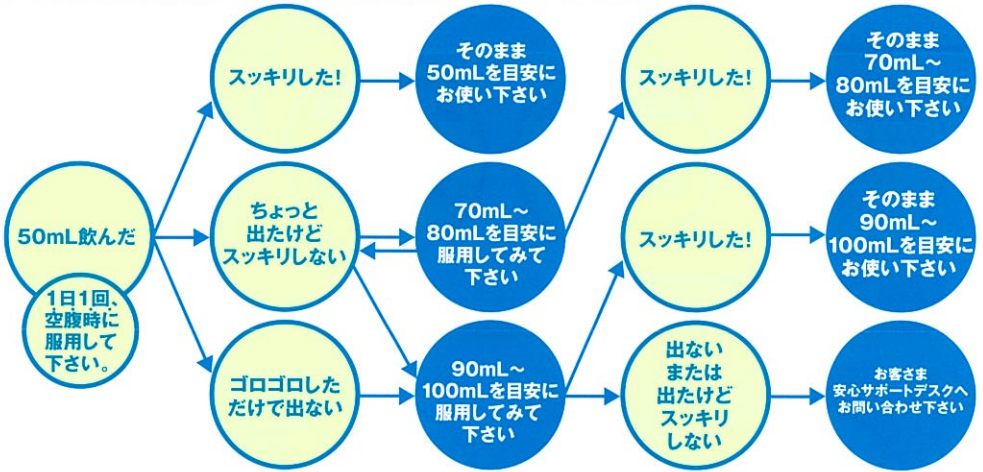 50mL飲んだ
1日1回、
空腹時に
服用して
下さい。
スッキリした!
そのまま
50mLを目安に
お使い下さい
ちょっと
出たけど
スッキリしない
70mL～
80mLを目安に
服用してみて
下さい
ゴロゴロした
だけで出ない
90mL～
100mLを目安に
服用してみて
下さい
スッキリした!
そのまま
70mL～
80mLを目安に
お使い下さい
スッキリした!
そのまま
90mL～
100mLを目安に
お使い下さい
出ない
または
出たけど
スッキリ
しない
お客さま
安心サポートデスクへ
お問い合わせ下さい